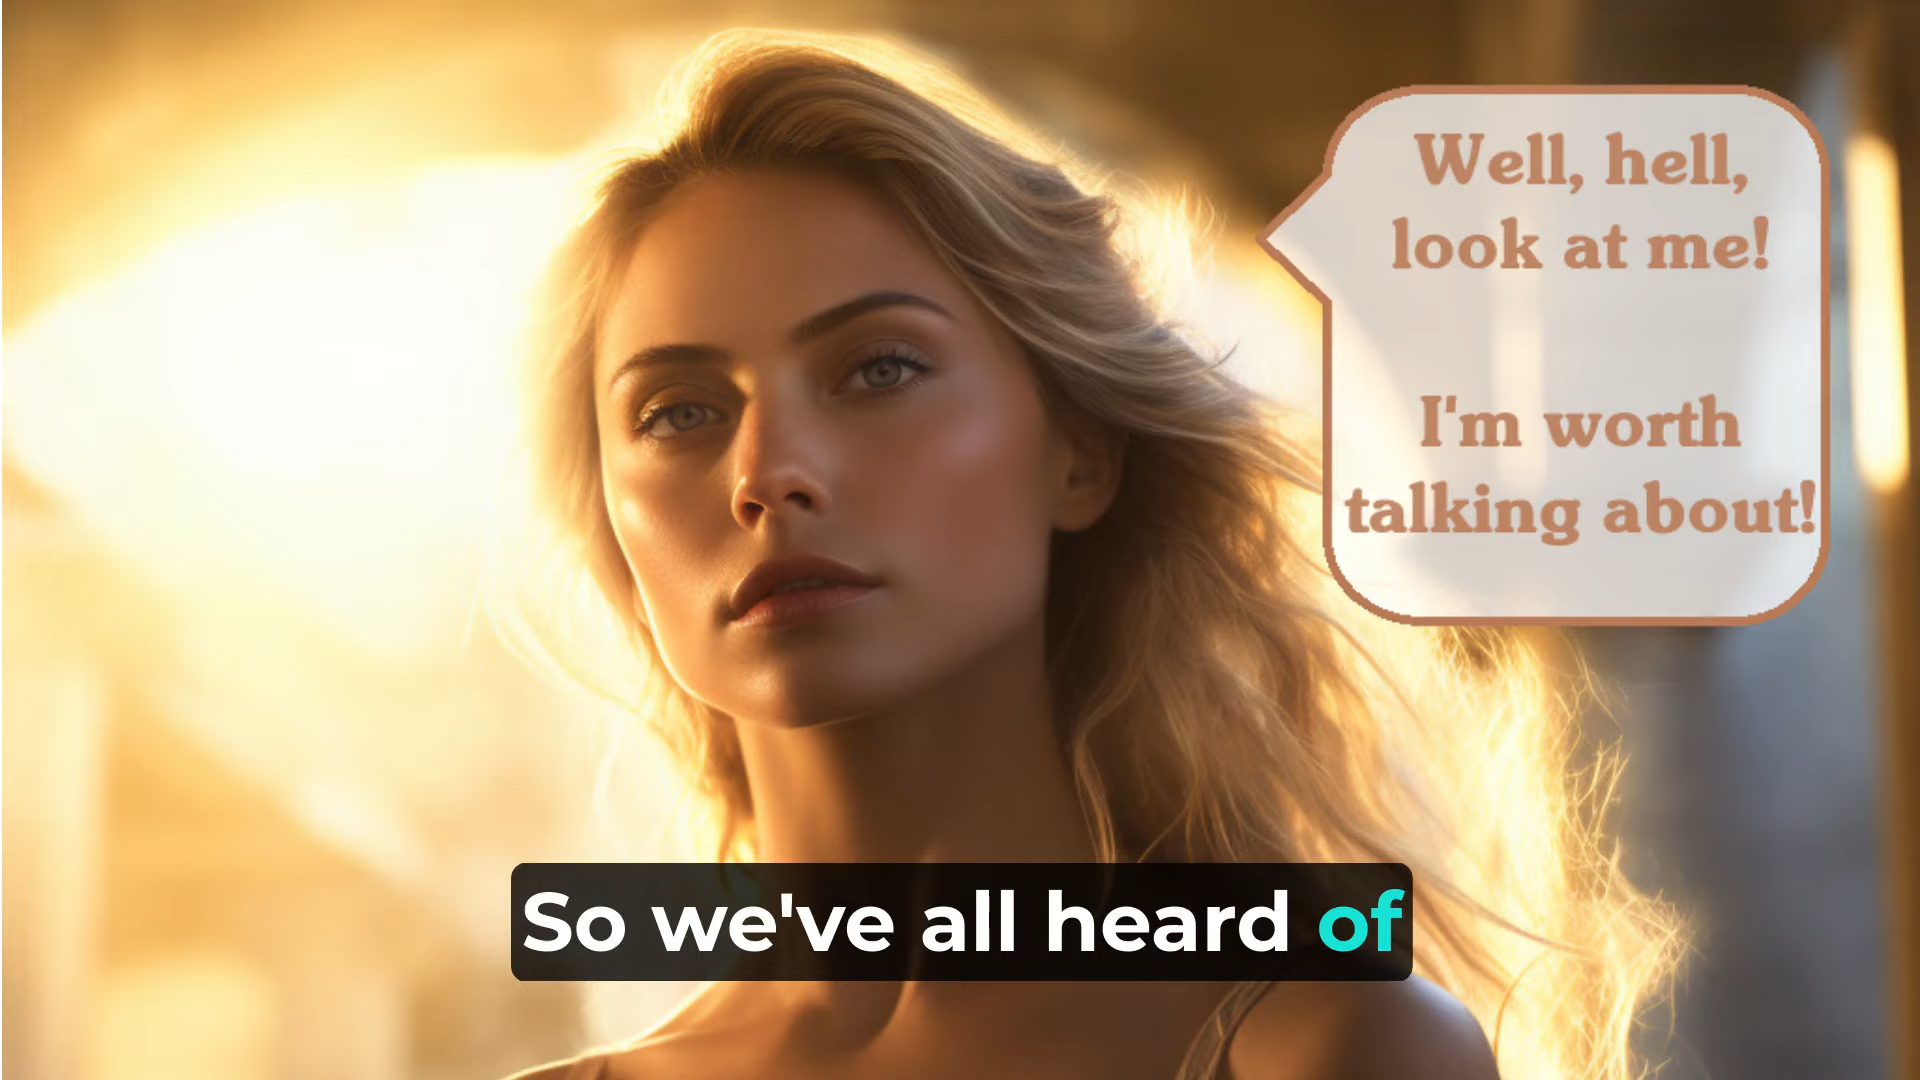 Well, hell,
look at me!
I'm worth
talking about!
So we've all heard of